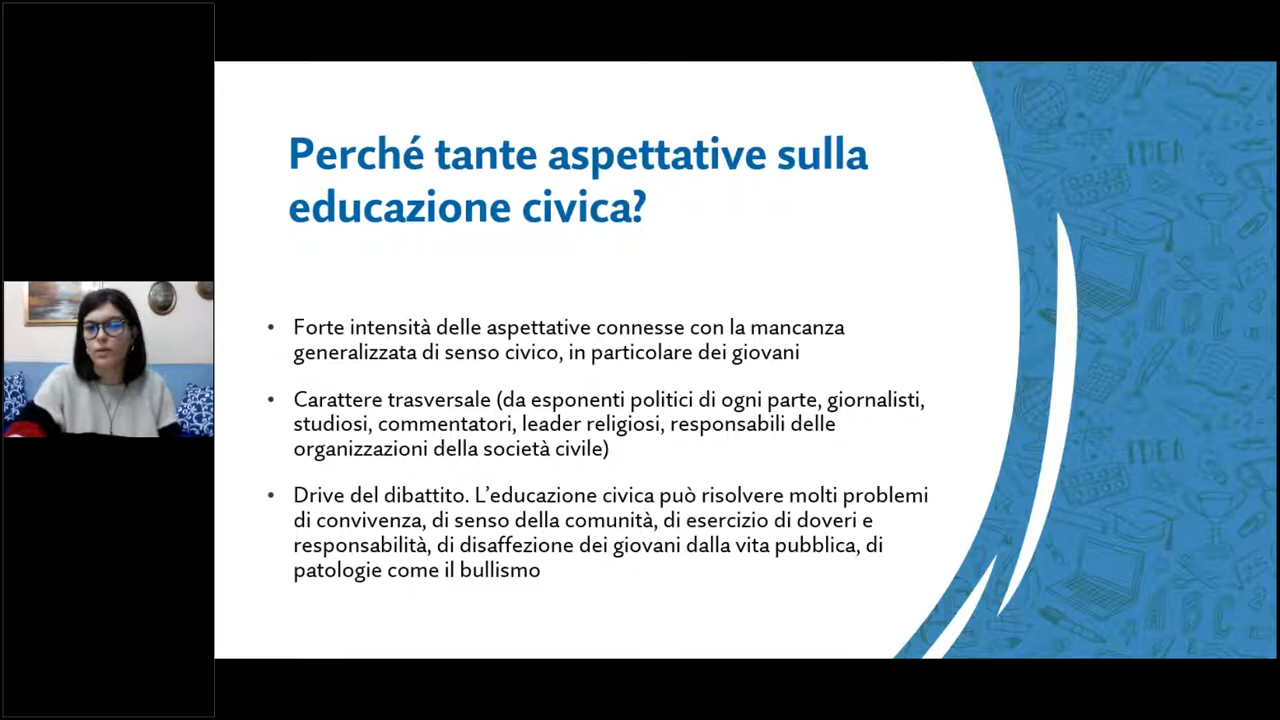 Perché tante aspettative sulla
educazione civica?
• Forte intensità delle aspettative connesse con la mancanza
generalizzata di senso civico, in particolare dei giovani
• Carattere trasversale (da esponenti politici di ogni parte, giornalisti,
studiosi, commentatori, leader religiosi, responsabili delle
organizzazioni della società civile)
• Drive del dibattito. L’educazione civica può risolvere molti problemi
di convivenza, di senso della comunità, di esercizio di doveri e
responsabilità, di disaffezione dei giovani dalla vita pubblica, di
patologie come il bullismo
IDEA
IDEA
ABC